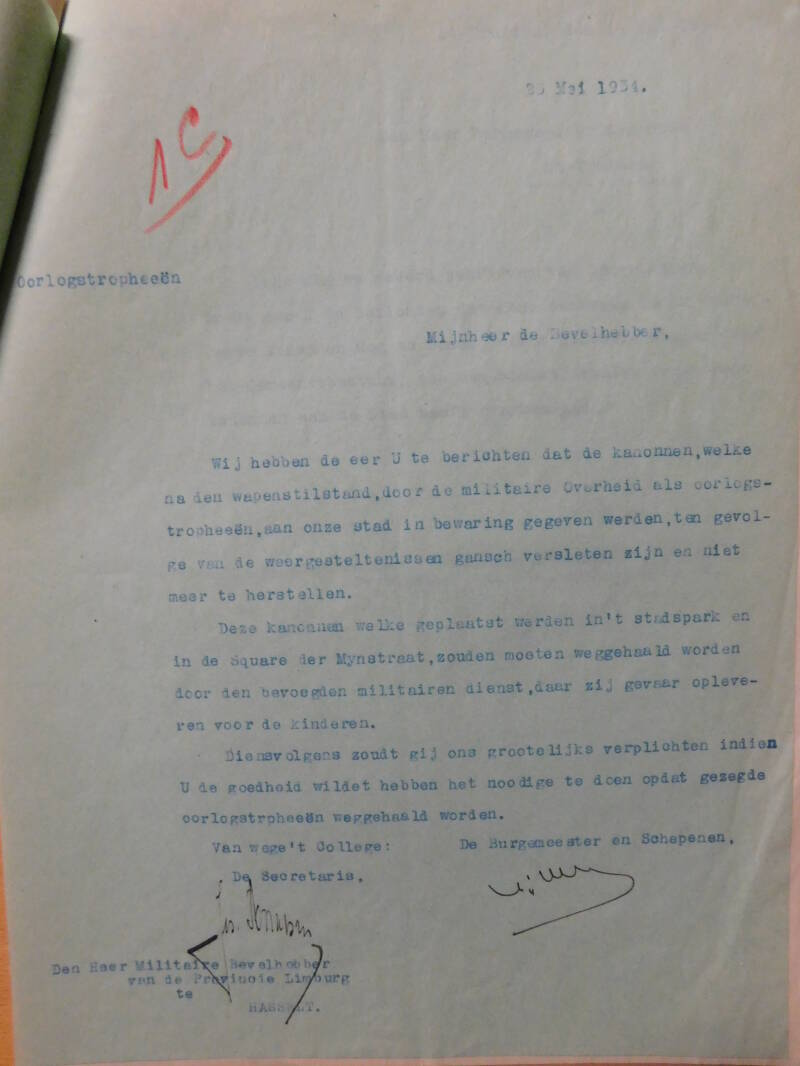 25 Mei 1934.
1C
Oorlogstropheeën
Mijnheer de Bevelhebber,
Wij hebben de eer U te berichten dat de kanonnen,welke
na den wapenstilstand,door de militaire Overheid als oorlogs-
tropheeën,aan onze stad in bewaring gegeven werden,ten gevol-
ge van de weergesteltenissen gansch versleten zijn en niet
meer te herstellen.
Deze kanonnen welke geplaatst werden in't stadspark en
in de Square der Mynstraat,zouden moeten weggehaald worden
door den bevoegden militairen dienst,daar zij gevaar opleve-
ren voor de kinderen.
Diensvolgens zoudt gij ons grootelijks verplichten indien
U de goedheid wildet hebben het noodige te doen opdat gezegde
oorlogstrpheeën weggehaald worden.
Van wege't College: De Burgemeester en Schepenen,
De Secretaris,
Den Heer Militaire Bevelhebber
van de Provincie Limburg
te
HASSELT.